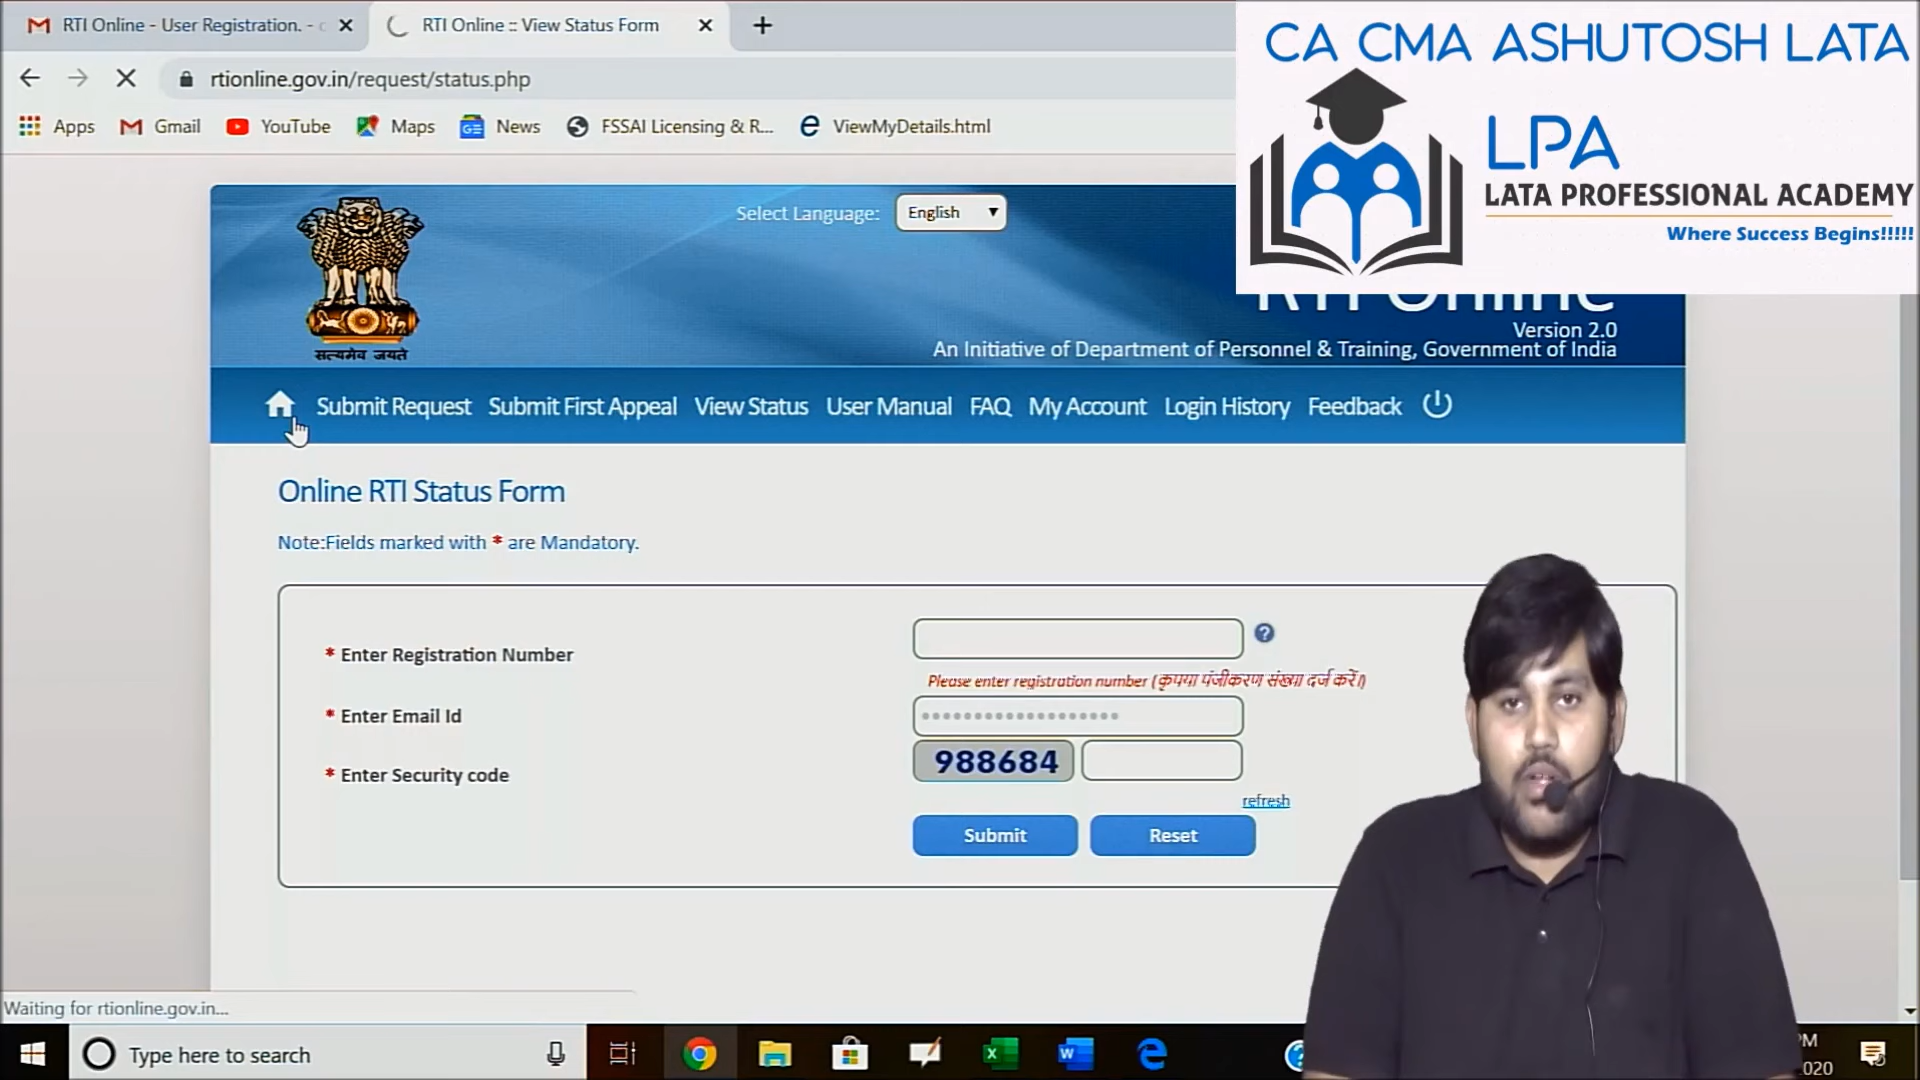 RTI Online - User Registration. -
RTI Online :: View Status Form
rtionline.gov.in/request/status.php
Apps
Gmail
YouTube
Maps
News
FSSAI Licensing & R...
ViewMyDetails.html
CA CMA ASHUTOSH LATA
LPA
LATA PROFESSIONAL ACADEMY
Where Success Begins!!!!!
Select Language:
English
सत्यमेव जयते
RTI Online
Version 2.0
An Initiative of Department of Personnel & Training, Government of India
Submit Request
Submit First Appeal
View Status
User Manual
FAQ
My Account
Login History
Feedback
Online RTI Status Form
Note:Fields marked with * are Mandatory.
* Enter Registration Number
Please enter registration number (कृपया पंजीकरण संख्या दर्ज करें।)
* Enter Email Id
* Enter Security code
988684
refresh
Submit
Reset
Waiting for rtionline.gov.in...
Type here to search
PM
2020